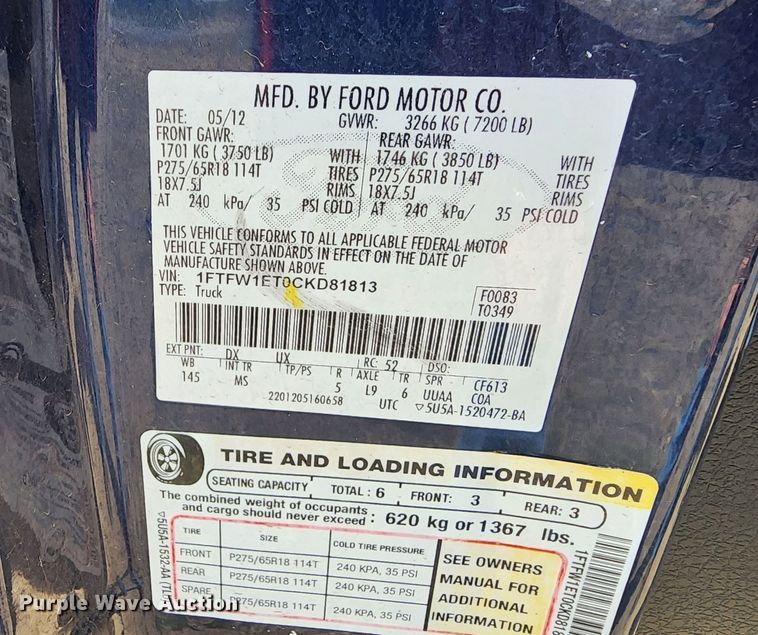 MFD. BY FORD MOTOR CO.
DATE: 05/12 GVWR: 3266 KG ( 7200 LB)
FRONT GAWR: REAR GAWR:
1701 KG ( 3750 LB) WITH 1746 KG ( 3850 LB) WITH
P275/65R18 114T TIRES P275/65R18 114T TIRES
18X7.5J RIMS 18X7.5J RIMS
AT 240 kPa/ 35 PSI COLD AT 240 kPa/ 35 PSI COLD
THIS VEHICLE CONFORMS TO ALL APPLICABLE FEDERAL MOTOR
VEHICLE SAFETY STANDARDS IN EFFECT ON THE DATE OF
MANUFACTURE SHOWN ABOVE.
VIN: 1FTFW1ET0CKD81813
TYPE: Truck
F0083
T0349
EXT PNT: DX UX RC: 52 DSO:
WB INT TR TP/PS R AXLE TR SPR CF613
145 MS 5 L9 6 UUAA COA
2201205160658 UTC ▽5U5A-1520472-BA
TIRE AND LOADING INFORMATION
SEATING CAPACITY TOTAL: 6 FRONT: 3 REAR: 3
The combined weight of occupants
and cargo should never exceed: 620 kg or 1367 lbs.
TIRE SIZE COLD TIRE PRESSURE
FRONT P275/65R18 114T 240 KPA, 35 PSI
REAR P275/65R18 114T 240 KPA, 35 PSI
SPARE P275/65R18 114T 240 KPA, 35 PSI
SEE OWNERS
MANUAL FOR
ADDITIONAL
INFORMATION
▽5U5A-1532-AA
1FTFW1ET0CKD818
Purple Wave Auction